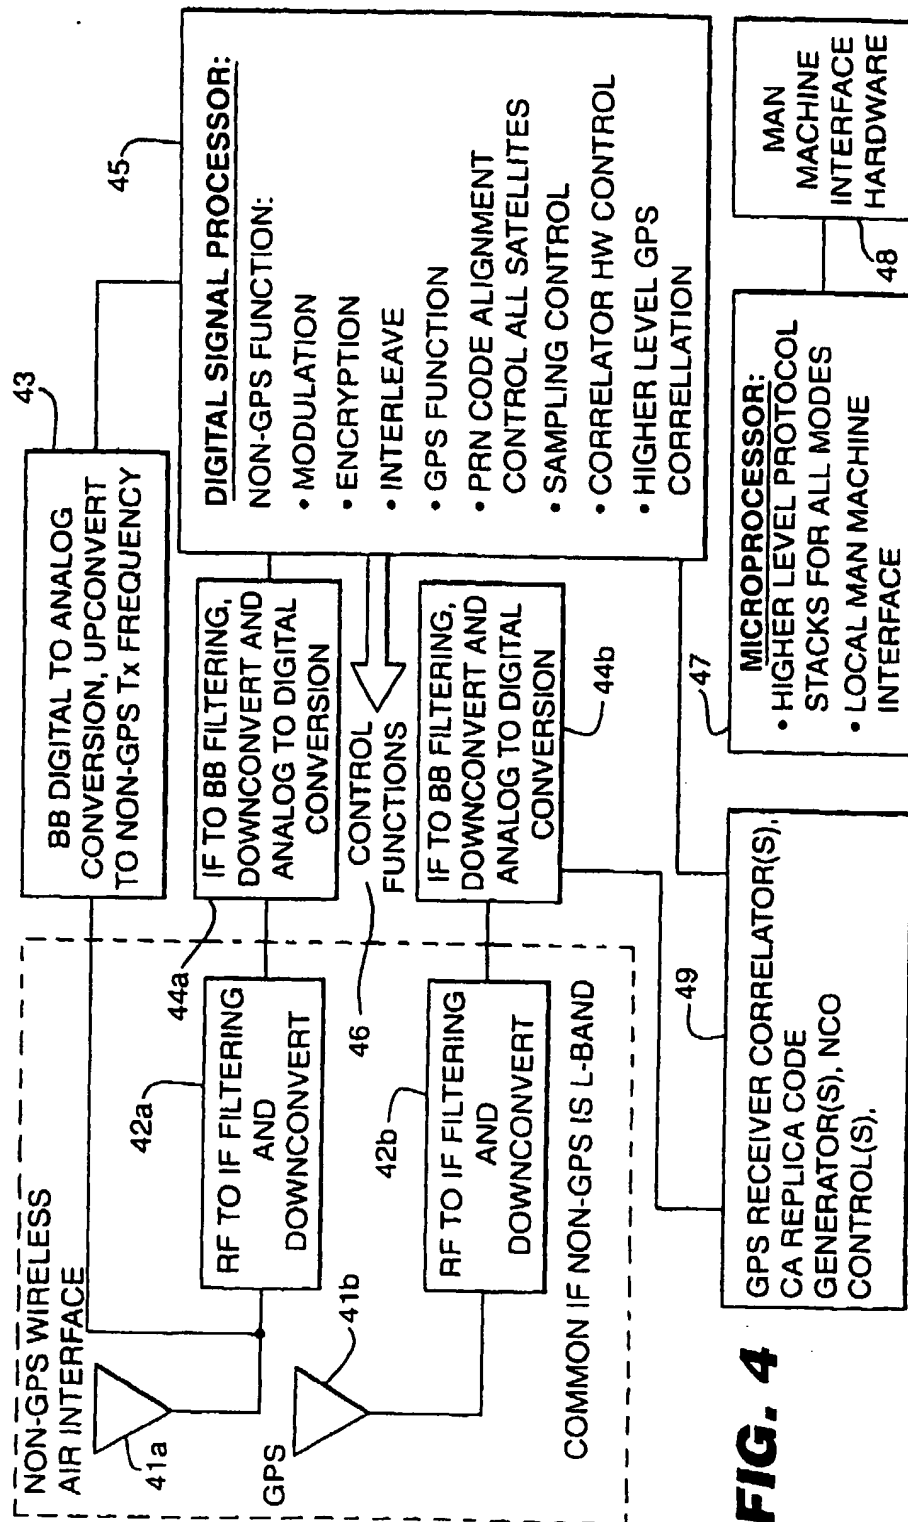 NON-GPS WIRELESS
AIR INTERFACE
41a
GPS
41b
COMMON IF NON-GPS IS L-BAND
42a
RF TO IF FILTERING
AND
DOWNCONVERT
42b
RF TO IF FILTERING
AND
DOWNCONVERT
43
BB DIGITAL TO ANALOG
CONVERSION, UPCONVERT
TO NON-GPS Tx FREQUENCY
44a
IF TO BB FILTERING,
DOWNCONVERT AND
ANALOG TO DIGITAL
CONVERSION
46
CONTROL
FUNCTIONS
IF TO BB FILTERING,
DOWNCONVERT AND
ANALOG TO DIGITAL
CONVERSION
44b
45
DIGITAL SIGNAL PROCESSOR:
NON-GPS FUNCTION:
• MODULATION
• ENCRYPTION
• INTERLEAVE
• GPS FUNCTION
• PRN CODE ALIGNMENT
CONTROL ALL SATELLITES
• SAMPLING CONTROL
• CORRELATOR HW CONTROL
• HIGHER LEVEL GPS
CORRELLATION
49
GPS RECEIVER CORRELATOR(S),
CA REPLICA CODE
GENERATOR(S), NCO
CONTROL(S),
47
MICROPROCESSOR:
• HIGHER LEVEL PROTOCOL
STACKS FOR ALL MODES
• LOCAL MAN MACHINE
INTERFACE
48
MAN
MACHINE
INTERFACE
HARDWARE
FIG. 4